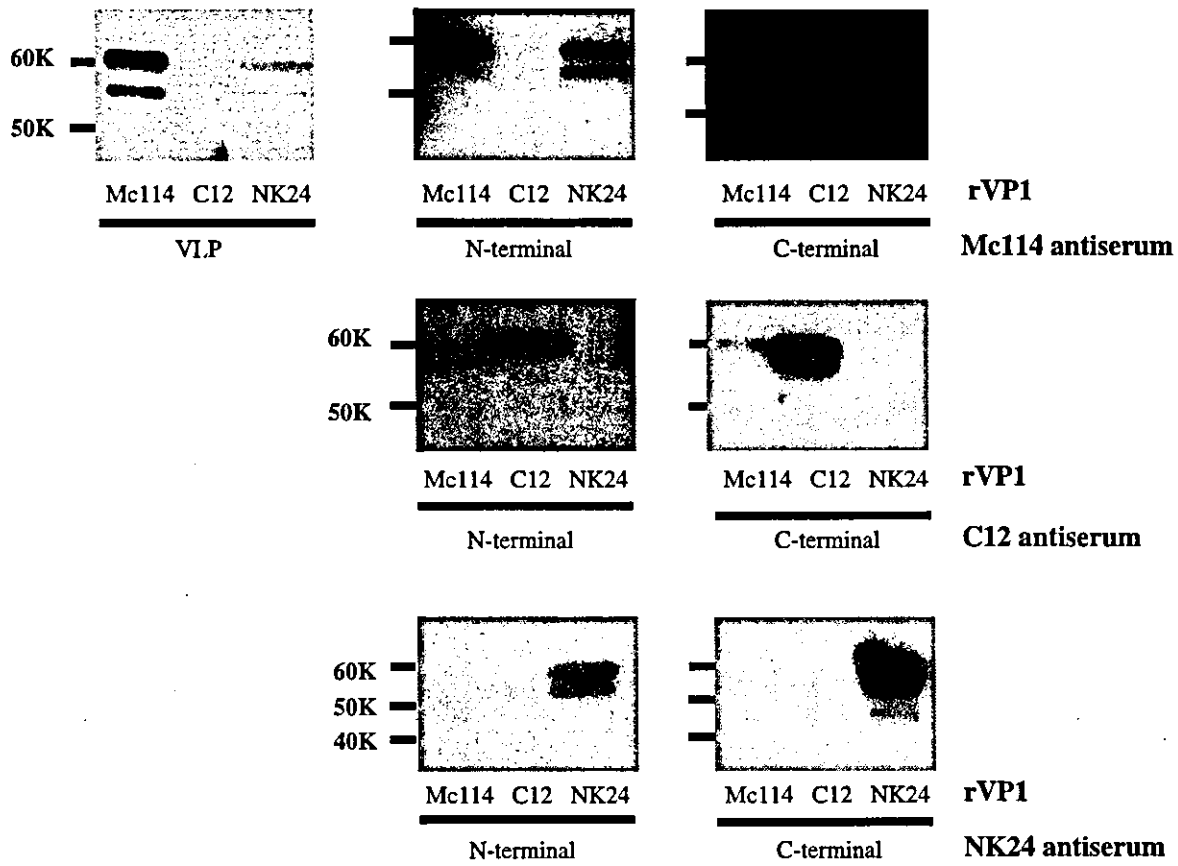 60K
50K
Mc114 C12 NK24
VLP
Mc114 C12 NK24
N-terminal
Mc114 C12 NK24
C-terminal
rVP1
Mc114 antiserum
60K
50K
Mc114 C12 NK24
N-terminal
Mc114 C12 NK24
C-terminal
rVP1
C12 antiserum
60K
50K
40K
Mc114 C12 NK24
N-terminal
Mc114 C12 NK24
C-terminal
rVP1
NK24 antiserum